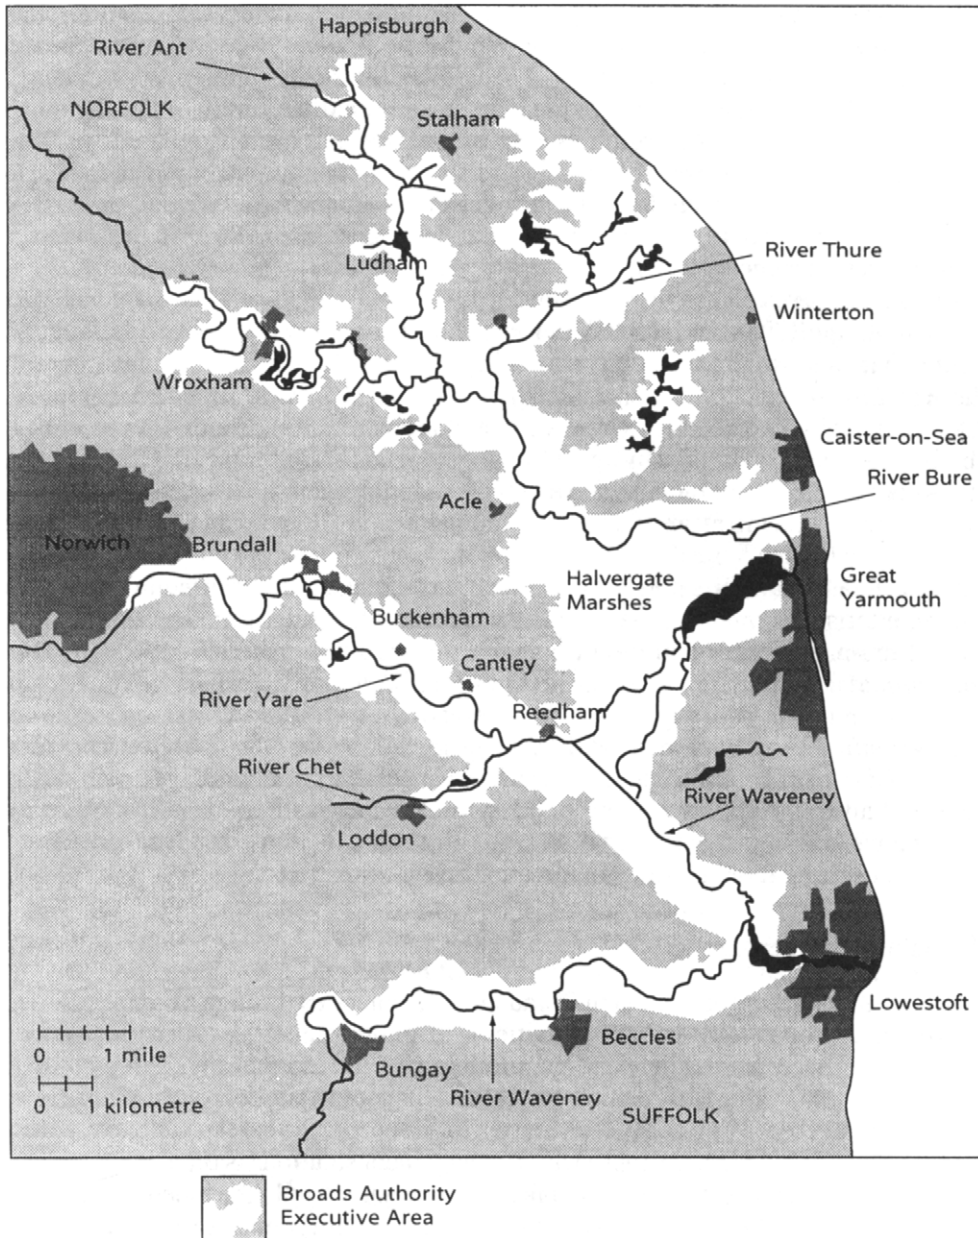 Happisburgh
River Ant
NORFOLK
Stalham
River Thure
Ludham
Winterton
Wroxham
Caister-on-Sea
River Bure
Acle
Norwich
Brundall
Halvergate
Marshes
Great
Yarmouth
Buckenham
Cantley
River Yare
Reedham
River Chet
River Waveney
Loddon
Lowestoft
Beccles
Bungay
River Waveney
SUFFOLK
0 1 mile
0 1 kilometre
Broads Authority
Executive Area